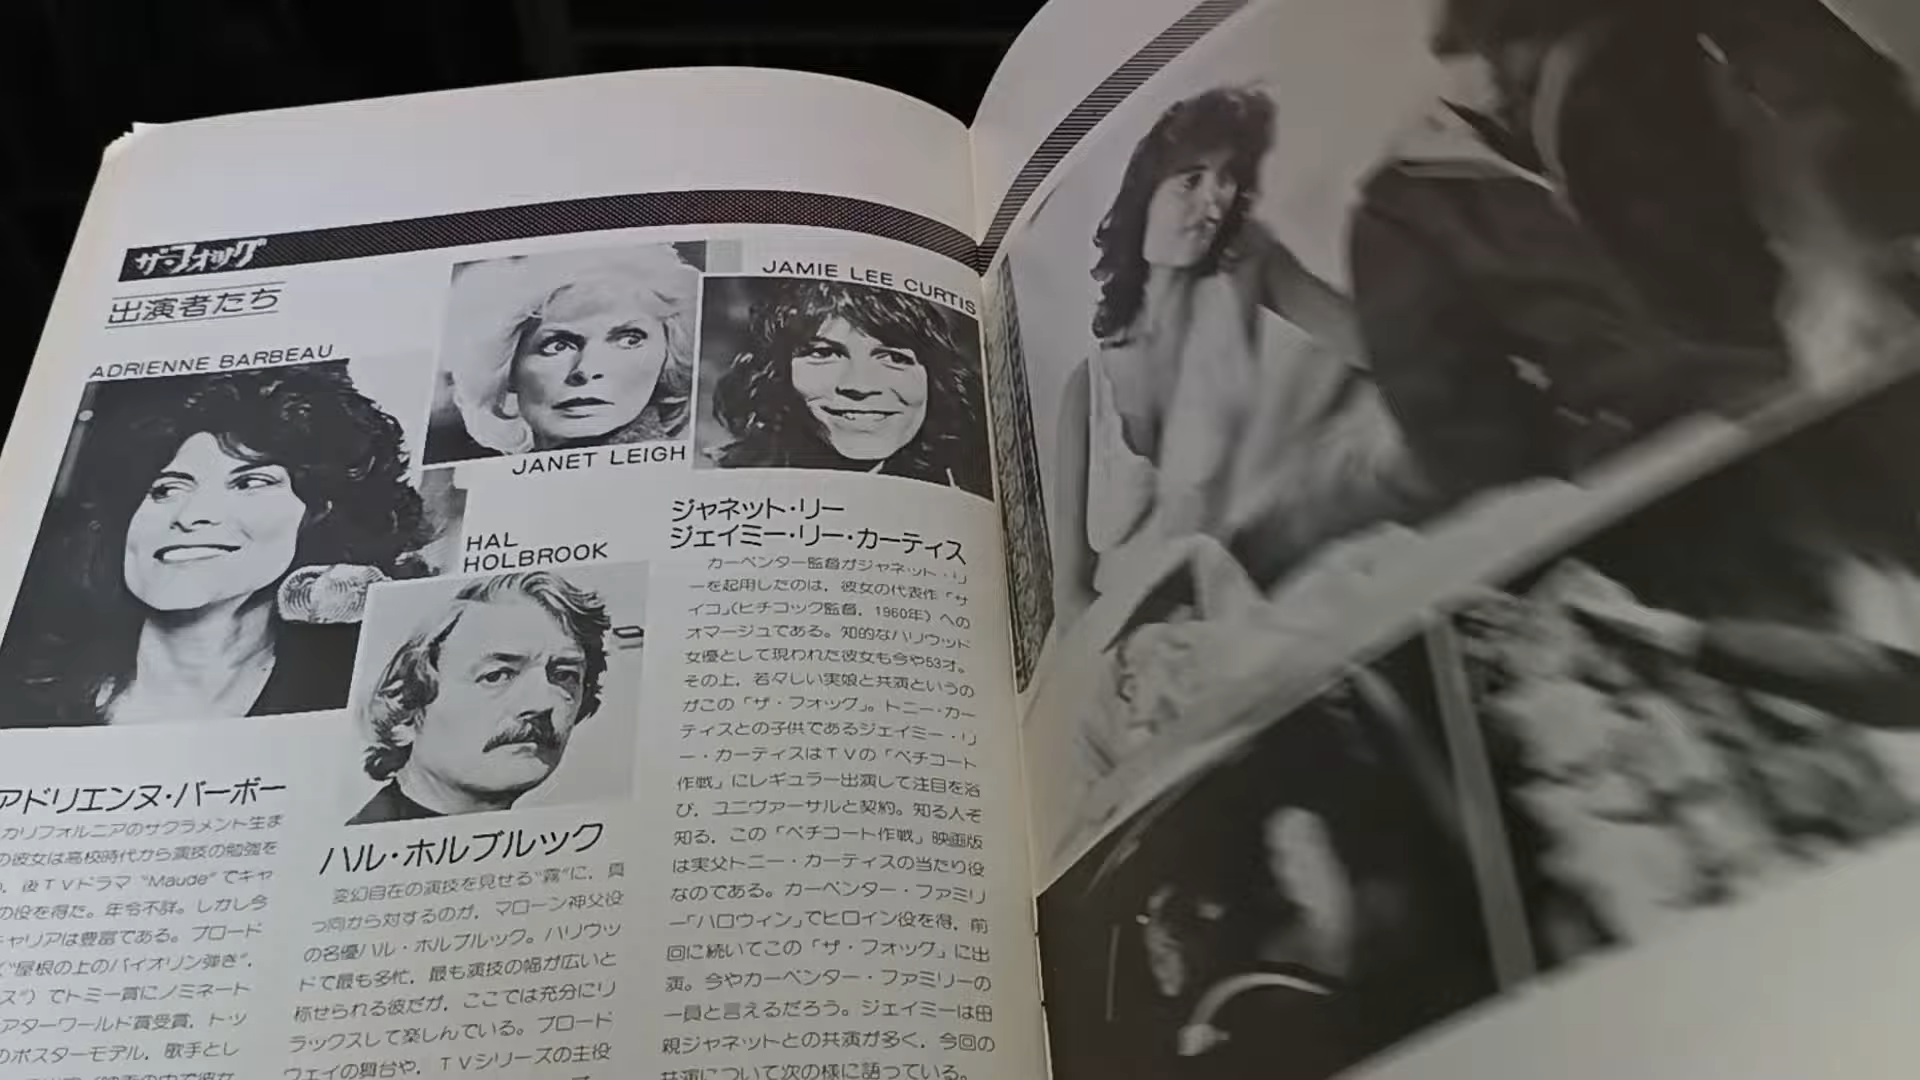 ザ・フォッグ
出演者たち
ADRIENNE BARBEAU
JANET LEIGH
JAMIE LEE CURTIS
HAL
HOLBROOK
アドリエンヌ・バーボー
カリフォルニアのサクラメント生ま
の彼女は高校時代から演技の勉強を
後TVドラマ“Maude”でキャ
の役を得た。年令不詳。しかし今
ャリアは豊富である。ブロード
“屋根の上のバイオリン弾き”、
ス”）でトミー賞にノミネート
アターワールド賞受賞、トッ
のポスターモデル、歌手とし
ハル・ホルブルック
変幻自在の演技を見せる“霧”に、真
っ向から対するのが、マローン神父役
の名優ハル・ホルブルック。ハリウッ
ドで最も多忙、最も演技の幅が広いと
称せられる彼だが、ここでは充分にリ
ラックスして楽しんでいる。ブロード
ウェイの舞台や、TVシリーズの主役
ジャネット・リー
ジェイミー・リー・カーティス
カーペンター監督がジャネット・リ
ーを起用したのは、彼女の代表作「サ
イコ」（ヒチコック監督、1960年）への
オマージュである。知的なハリウッド
女優として現われた彼女も今や53才。
その上、若々しい実娘と共演というの
がこの「ザ・フォッグ」。トニー・カー
ティスとの子供であるジェイミー・リ
ー・カーティスはTVの「ペチコート
作戦」にレギュラー出演して注目を浴
び、ユニヴァーサルと契約。知る人ぞ
知る、この「ペチコート作戦」映画版
は実父トニー・カーティスの当たり役
なのである。カーペンター・ファミリ
ー「ハロウィン」でヒロイン役を得、前
回に続いてこの「ザ・フォッグ」に出
演。今やカーペンター・ファミリーの
一員と言えるだろう。ジェイミーは母
親ジャネットとの共演が多く、今回の
共演について次の様に語っている。